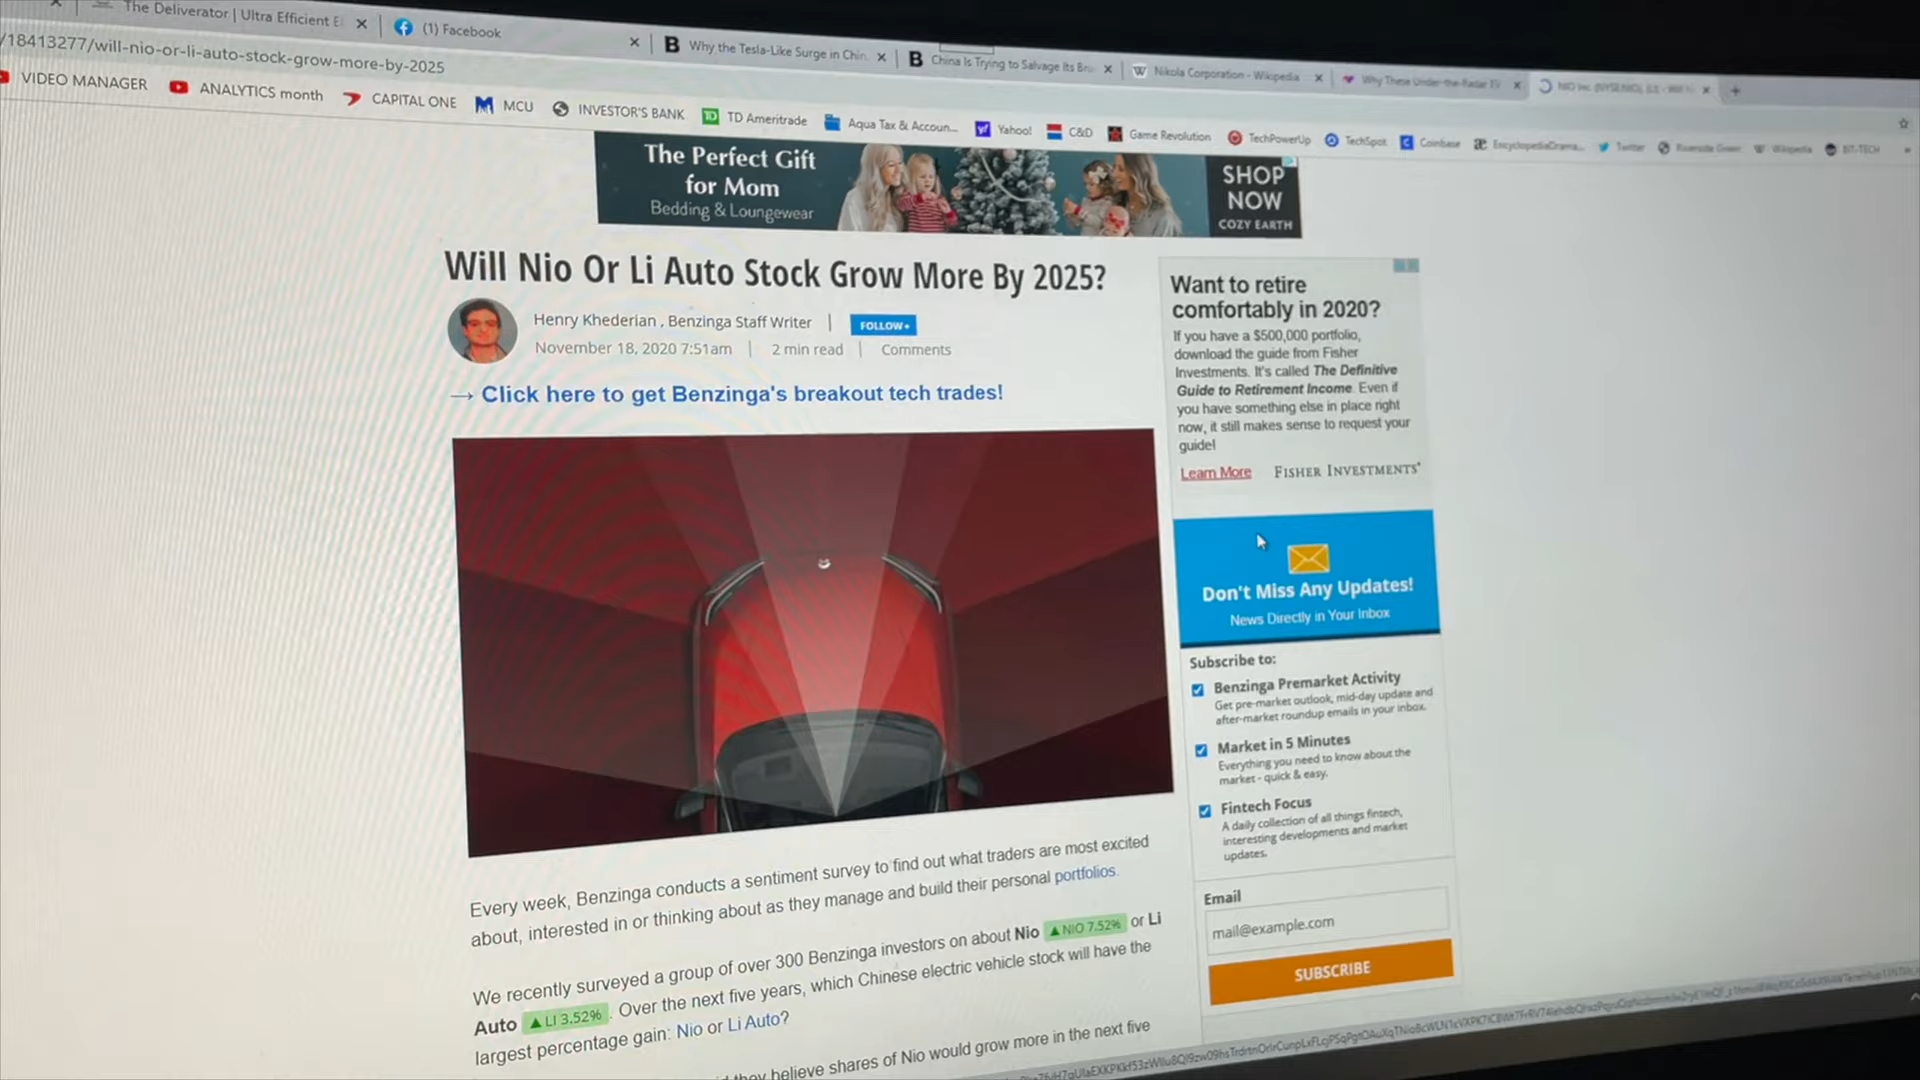 The Deliverator | Ultra Efficient E
(1) Facebook
Why the Tesla-Like Surge in Chin
China Is Trying to Salvage Its Bru
Nikola Corporation - Wikipedia
Why These Under-the-Radar EV
/18413277/will-nio-or-li-auto-stock-grow-more-by-2025
VIDEO MANAGER
ANALYTICS month
CAPITAL ONE
MCU
INVESTOR'S BANK
TD Ameritrade
Aqua Tax & Accoun...
Yahoo!
C&D
Game Revolution
TechPowerUp
TechSpot
Coinbase
EncyclopediaDrama...
Twitter
Riverside Green
Wikipedia
BIT-TECH
The Perfect Gift
for Mom
Bedding & Loungewear
SHOP
NOW
COZY EARTH
Will Nio Or Li Auto Stock Grow More By 2025?
Henry Khederian , Benzinga Staff Writer |
FOLLOW+
November 18, 2020 7:51am | 2 min read | Comments
→ Click here to get Benzinga's breakout tech trades!
Every week, Benzinga conducts a sentiment survey to find out what traders are most excited
about, interested in or thinking about as they manage and build their personal portfolios.
We recently surveyed a group of over 300 Benzinga investors on about Nio ▲ NIO 7.52% or Li
Auto ▲ LI 3.52% . Over the next five years, which Chinese electric vehicle stock will have the
largest percentage gain: Nio or Li Auto?
they believe shares of Nio would grow more in the next five
Want to retire
comfortably in 2020?
If you have a $500,000 portfolio,
download the guide from Fisher
Investments. It's called The Definitive
Guide to Retirement Income. Even if
you have something else in place right
now, it still makes sense to request your
guide!
Learn More
FISHER INVESTMENTS
Don't Miss Any Updates!
News Directly in Your Inbox
Subscribe to:
Benzinga Premarket Activity
Get pre-market outlook, mid-day update and
after-market roundup emails in your inbox.
Market in 5 Minutes
Everything you need to know about the
market - quick & easy.
Fintech Focus
A daily collection of all things fintech,
interesting developments and market
updates.
Email
mail@example.com
SUBSCRIBE